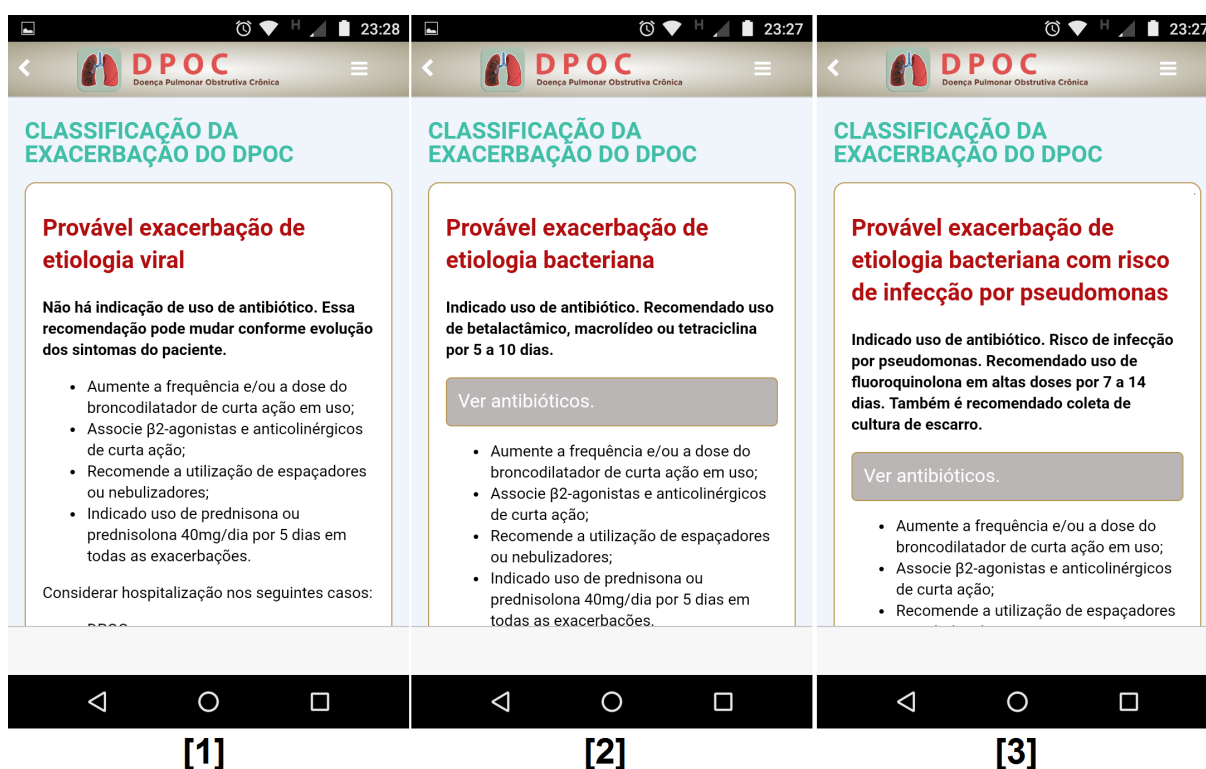 23:28
DPOC
Doença Pulmonar Obstrutiva Crônica
CLASSIFICAÇÃO DA
EXACERBAÇÃO DO DPOC
Provável exacerbação de
etiologia viral
Não há indicação de uso de antibiótico. Essa
recomendação pode mudar conforme evolução
dos sintomas do paciente.
• Aumente a frequência e/ou a dose do
broncodilatador de curta ação em uso;
• Associe β2-agonistas e anticolinérgicos
de curta ação;
• Recomende a utilização de espaçadores
ou nebulizadores;
• Indicado uso de prednisona ou
prednisolona 40mg/dia por 5 dias em
todas as exacerbações.
Considerar hospitalização nos seguintes casos:
[1]
H 23:27
DPOC
Doença Pulmonar Obstrutiva Crônica
CLASSIFICAÇÃO DA
EXACERBAÇÃO DO DPOC
Provável exacerbação de
etiologia bacteriana
Indicado uso de antibiótico. Recomendado uso
de betalactâmico, macrolídeo ou tetraciclina
por 5 a 10 dias.
Ver antibióticos.
• Aumente a frequência e/ou a dose do
broncodilatador de curta ação em uso;
• Associe β2-agonistas e anticolinérgicos
de curta ação;
• Recomende a utilização de espaçadores
ou nebulizadores;
• Indicado uso de prednisona ou
prednisolona 40mg/dia por 5 dias em
todas as exacerbações.
[2]
H 23:27
DPOC
Doença Pulmonar Obstrutiva Crônica
CLASSIFICAÇÃO DA
EXACERBAÇÃO DO DPOC
Provável exacerbação de
etiologia bacteriana com risco
de infecção por pseudomonas
Indicado uso de antibiótico. Risco de infecção
por pseudomonas. Recomendado uso de
fluoroquinolona em altas doses por 7 a 14
dias. Também é recomendado coleta de
cultura de escarro.
Ver antibióticos.
• Aumente a frequência e/ou a dose do
broncodilatador de curta ação em uso;
• Associe β2-agonistas e anticolinérgicos
de curta ação;
• Recomende a utilização de espaçadores
[3]